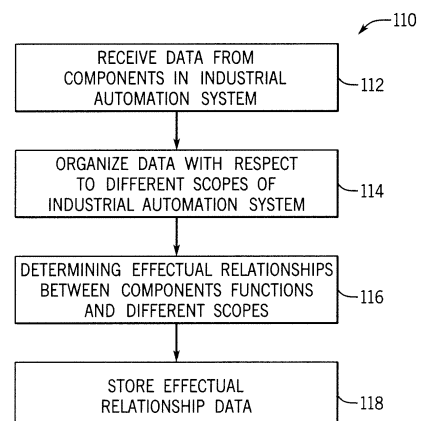 110
RECEIVE DATA FROM
COMPONENTS IN INDUSTRIAL
AUTOMATION SYSTEM
112
ORGANIZE DATA WITH RESPECT
TO DIFFERENT SCOPES OF
INDUSTRIAL AUTOMATION SYSTEM
114
DETERMINING EFFECTUAL RELATIONSHIPS
BETWEEN COMPONENTS FUNCTIONS
AND DIFFERENT SCOPES
116
STORE EFFECTUAL
RELATIONSHIP DATA
118